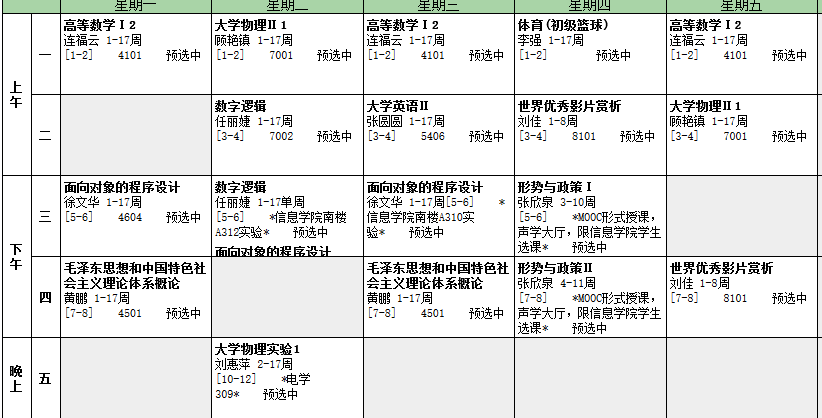 星期一 星期二 星期三 星期四 星期五
上午
一
高等数学Ⅰ2
连福云 1-17周
[1-2] 4101 预选中
大学物理Ⅱ1
顾艳镇 1-17周
[1-2] 7001 预选中
高等数学Ⅰ2
连福云 1-17周
[1-2] 4101 预选中
体育(初级篮球)
李强 1-17周
[1-2] 预选中
高等数学Ⅰ2
连福云 1-17周
[1-2] 4101 预选中
二
数字逻辑
任丽婕 1-17周
[3-4] 7002 预选中
大学英语Ⅱ
张圆圆 1-17周
[3-4] 5406 预选中
世界优秀影片赏析
刘佳 1-8周
[3-4] 8101 预选中
大学物理Ⅱ1
顾艳镇 1-17周
[3-4] 7001 预选中
下午
三
面向对象的程序设计
徐文华 1-17周
[5-6] 4604 预选中
数字逻辑
任丽婕 1-17单周
[5-6] *信息学院南楼
A312实验* 预选中
面向对象的程序设计
面向对象的程序设计
徐文华 1-17周[5-6] *
信息学院南楼A310实
验* 预选中
形势与政策Ⅰ
张欣泉 3-10周
[5-6] *MOOC形式授课,
声学大厅,限信息学院学生
选课* 预选中
四
毛泽东思想和中国特色社
会主义理论体系概论
黄鹏 1-17周
[7-8] 4501 预选中
毛泽东思想和中国特色社
会主义理论体系概论
黄鹏 1-17周
[7-8] 4501 预选中
形势与政策Ⅱ
张欣泉 4-11周
[7-8] *MOOC形式授课,
声学大厅,限信息学院学生
选课* 预选中
世界优秀影片赏析
刘佳 1-8周
[7-8] 8101 预选中
晚上
五
大学物理实验1
刘惠萍 2-17周
[10-12] *电学
309* 预选中